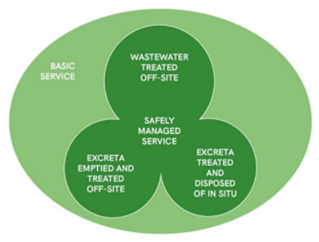 WASTEWATER
TREATED
OFF-SITE
BASIC
SERVICE
SAFELY
MANAGED
SERVICE
EXCRETA
EMPTIED AND
TREATED
OFF-SITE
EXCRETA
TREATED
AND
DISPOSED
OF IN SITU